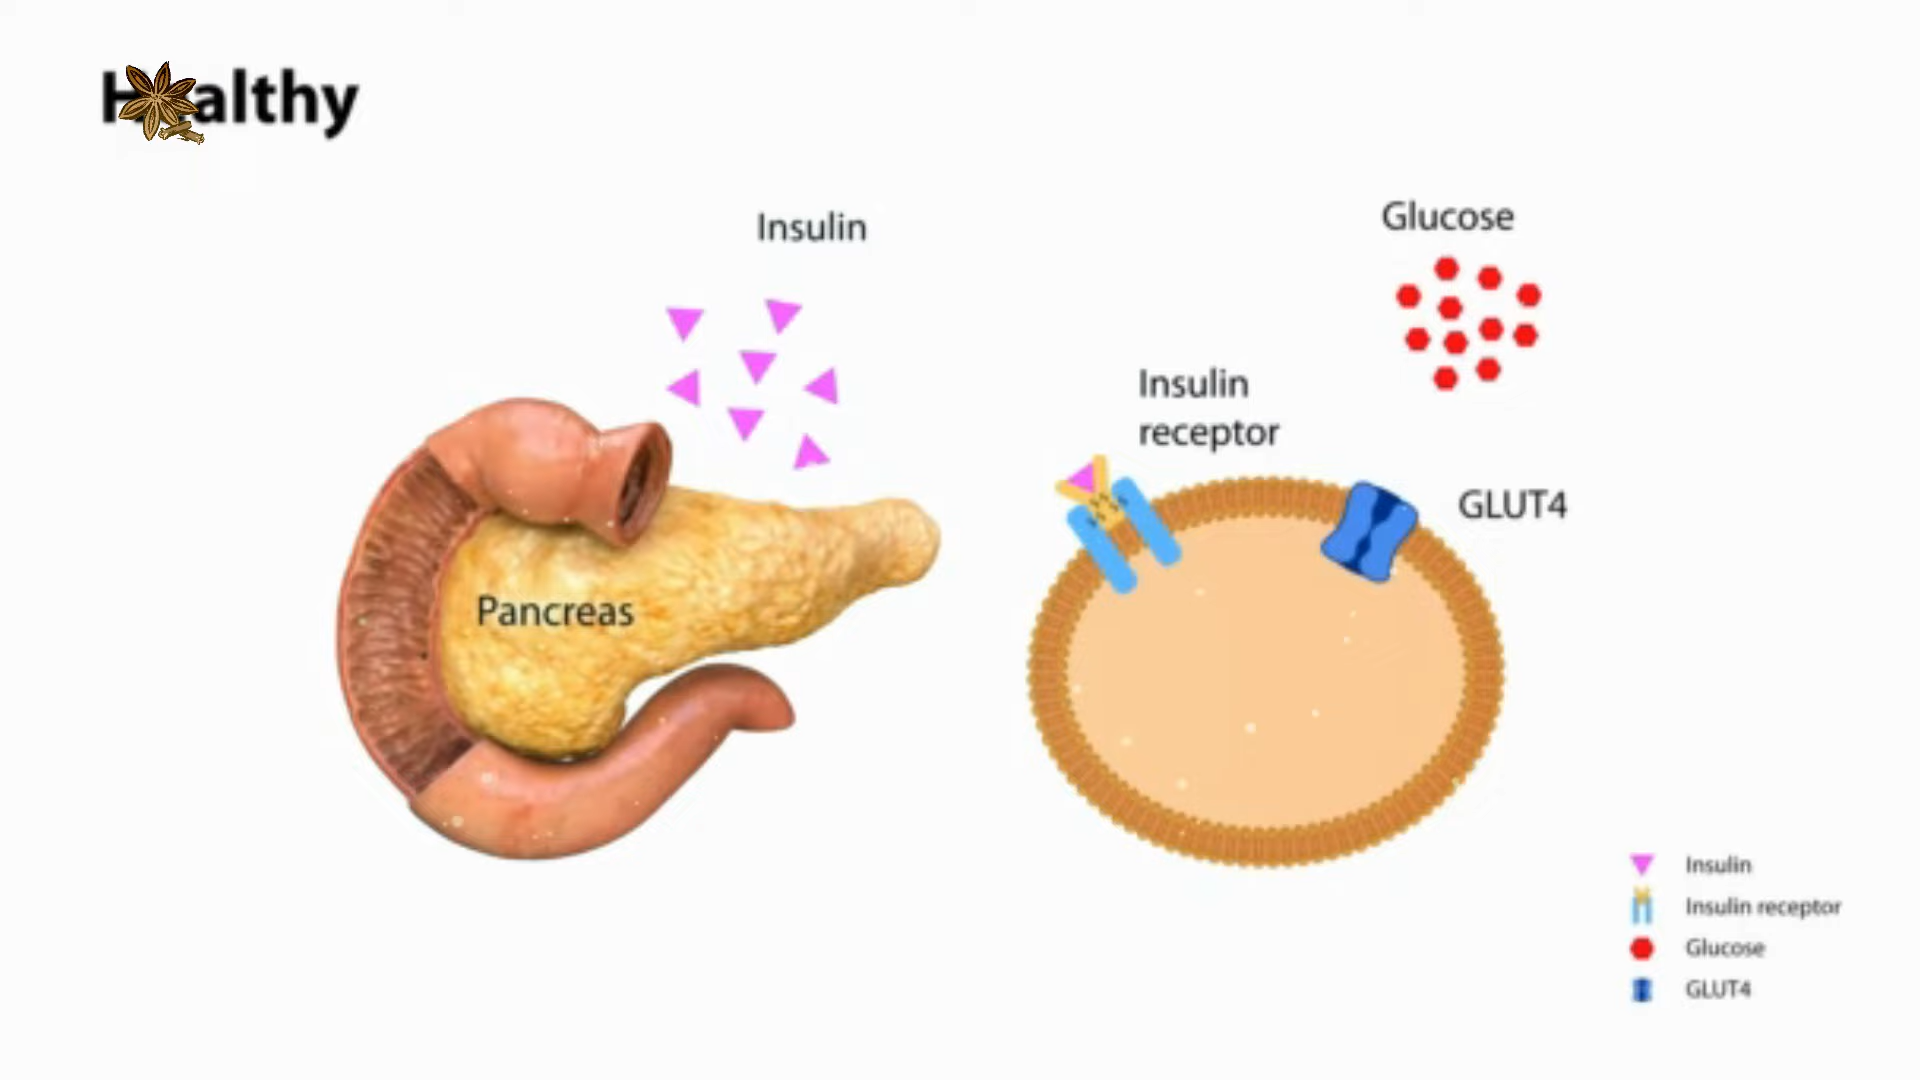 Healthy
Insulin
Glucose
Insulin
receptor
GLUT4
Pancreas
Insulin
Insulin receptor
Glucose
GLUT4